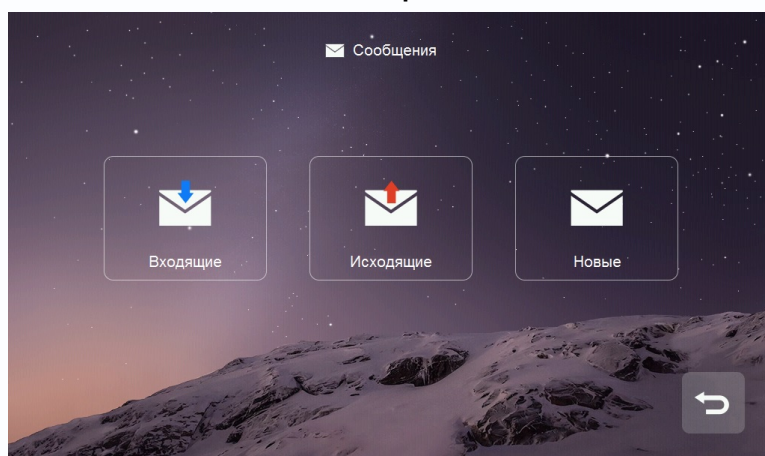 Сообщения
Входящие
Исходящие
Новые